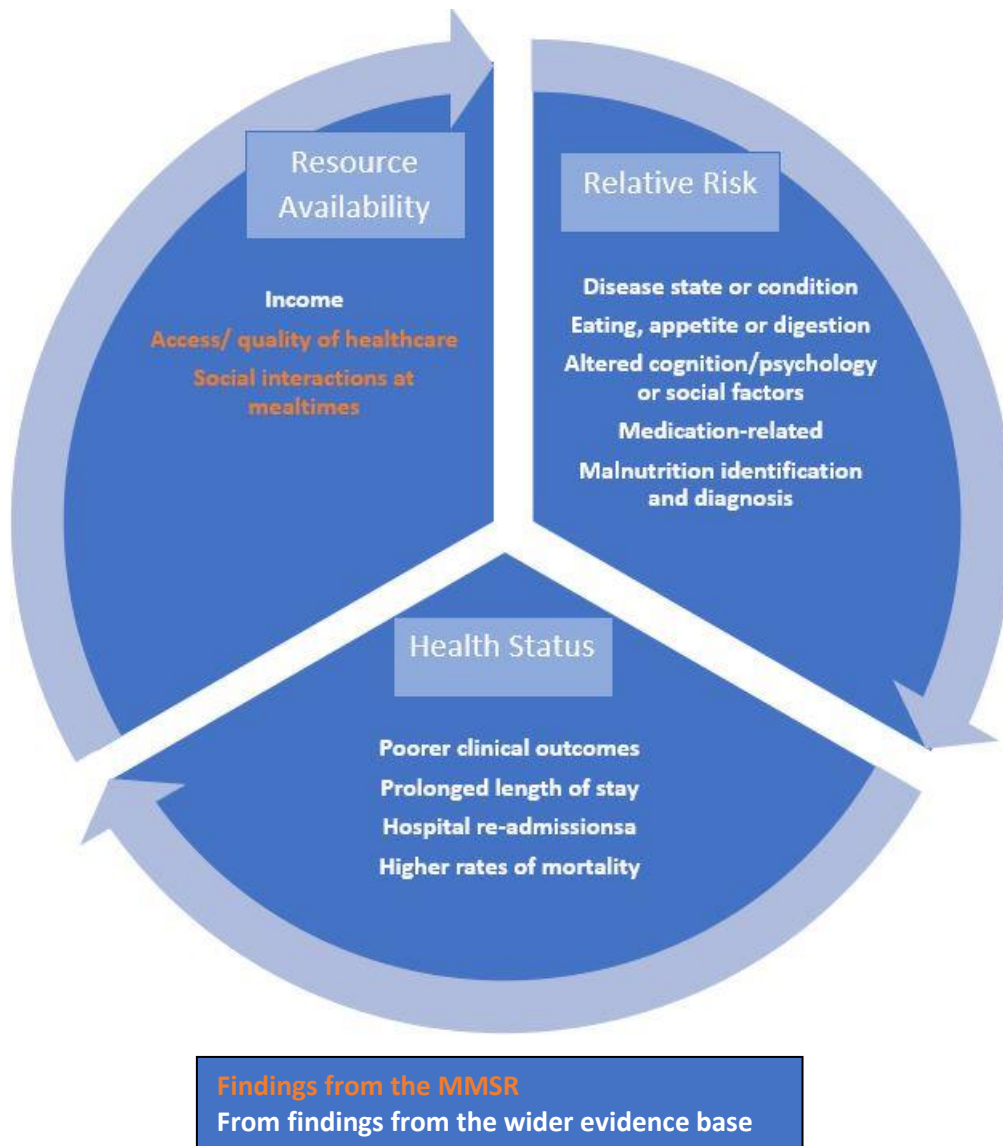 Resource
Availability
Income
Access/ quality of healthcare
Social interactions at
mealtimes
Relative Risk
Disease state or condition
Eating, appetite or digestion
Altered cognition/psychology
or social factors
Medication-related
Malnutrition identification
and diagnosis
Health Status
Poorer clinical outcomes
Prolonged length of stay
Hospital re-admissionsa
Higher rates of mortality
Findings from the MMSR
From findings from the wider evidence base